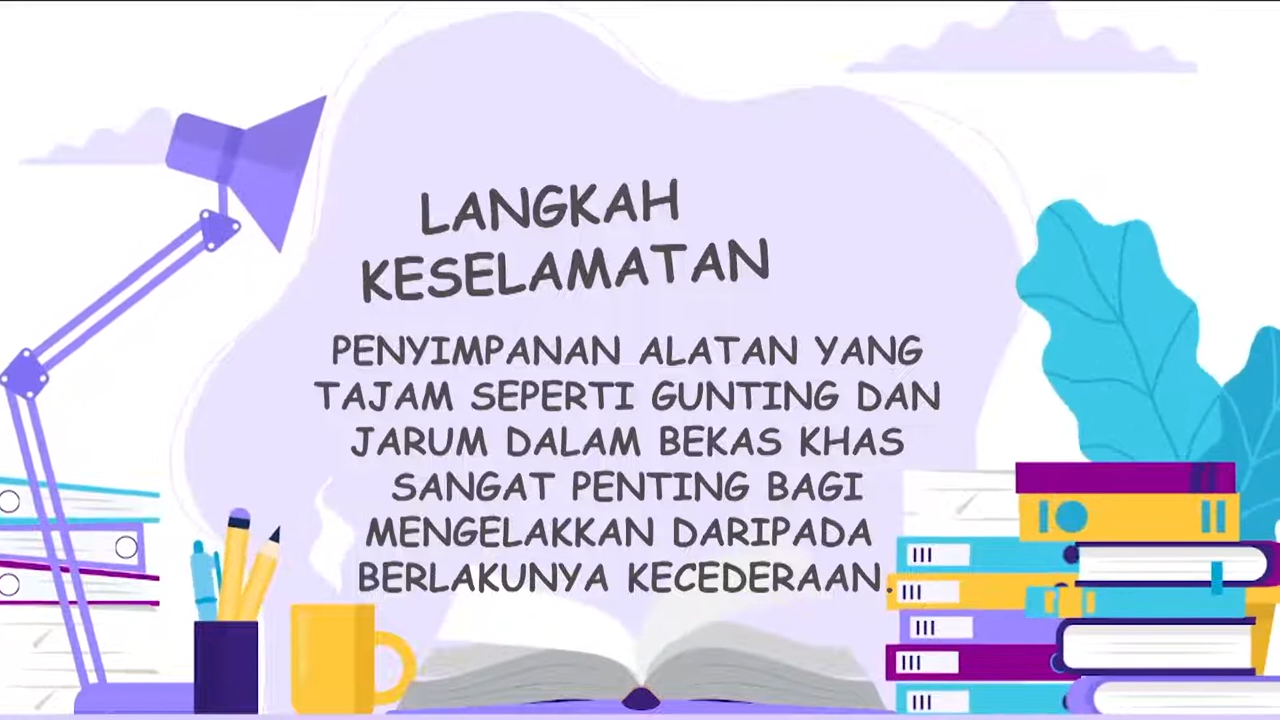 LANGKAH
KESELAMATAN
PENYIMPANAN ALATAN YANG
TAJAM SEPERTI GUNTING DAN
JARUM DALAM BEKAS KHAS
SANGAT PENTING BAGI
MENGELAKKAN DARIPADA
BERLAKUNYA KECEDERAAN.